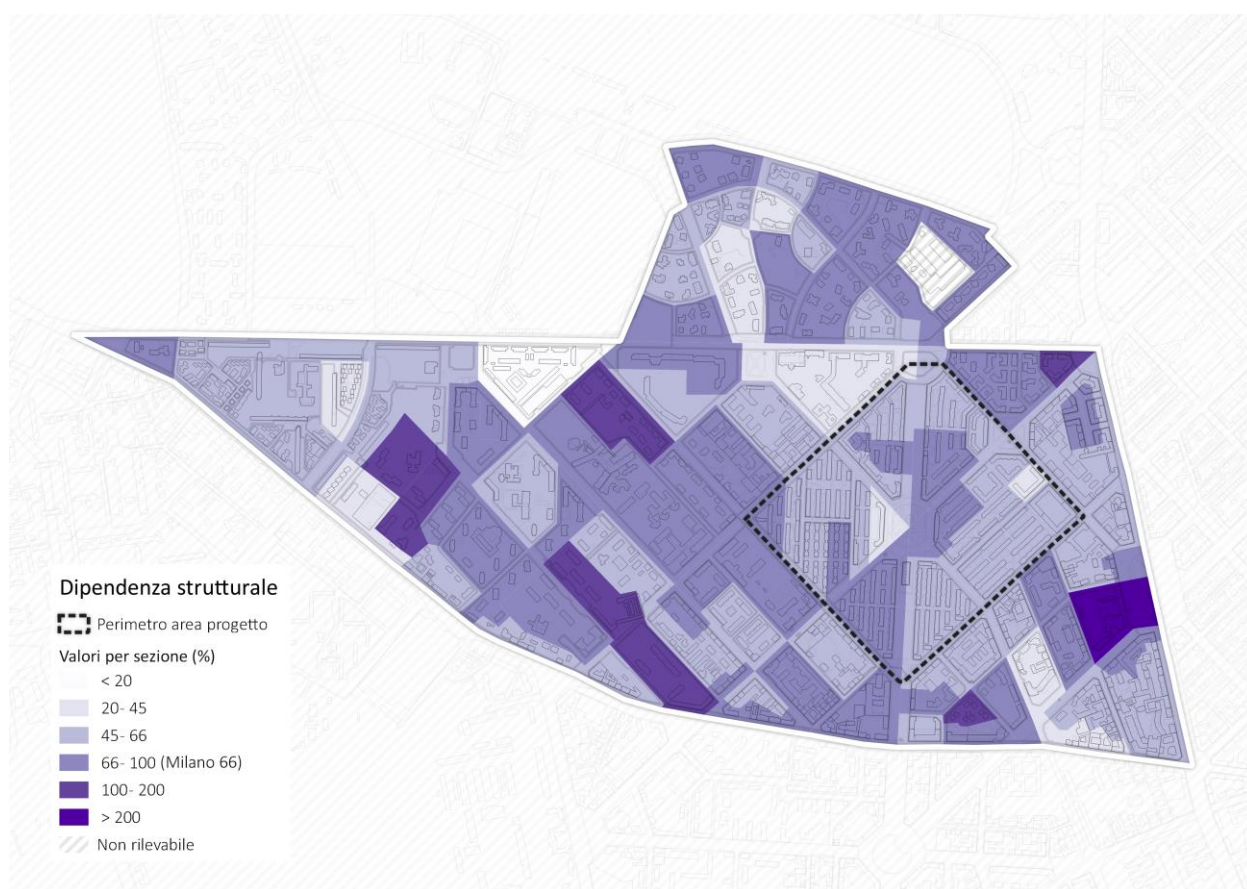 Dipendenza strutturale
Perimetro area progetto
Valori per sezione (%)
< 20
20- 45
45- 66
66- 100 (Milano 66)
100- 200
> 200
Non rilevabile